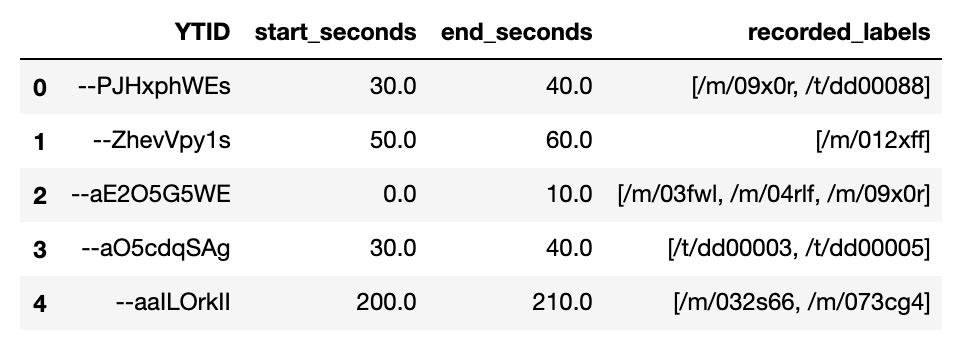 YTID start_seconds end_seconds recorded_labels
0 --PJHxphWEs 30.0 40.0 [/m/09x0r, /t/dd00088]
1 --ZhevVpy1s 50.0 60.0 [/m/012xff]
2 --aE2O5G5WE 0.0 10.0 [/m/03fwl, /m/04rlf, /m/09x0r]
3 --aO5cdqSAg 30.0 40.0 [/t/dd00003, /t/dd00005]
4 --aaILOrkII 200.0 210.0 [/m/032s66, /m/073cg4]